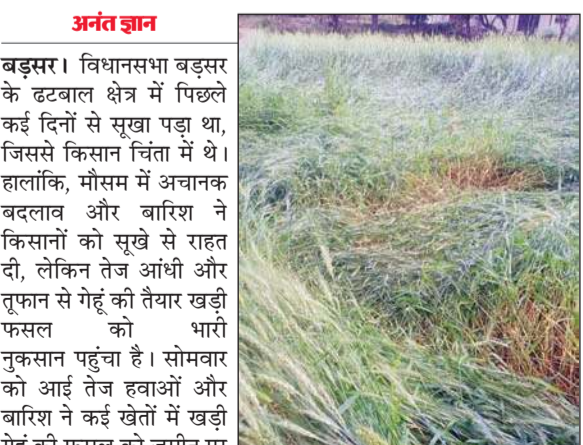 अनंत ज्ञान
बड़सर। विधानसभा बड़सर
के ढटबाल क्षेत्र में पिछले
कई दिनों से सूखा पड़ा था,
जिससे किसान चिंता में थे।
हालांकि, मौसम में अचानक
बदलाव और बारिश ने
किसानों को सूखे से राहत
दी, लेकिन तेज आंधी और
तूफान से गेहूं की तैयार खड़ी
फसल को भारी
नुकसान पहुंचा है। सोमवार
को आई तेज हवाओं और
बारिश ने कई खेतों में खड़ी